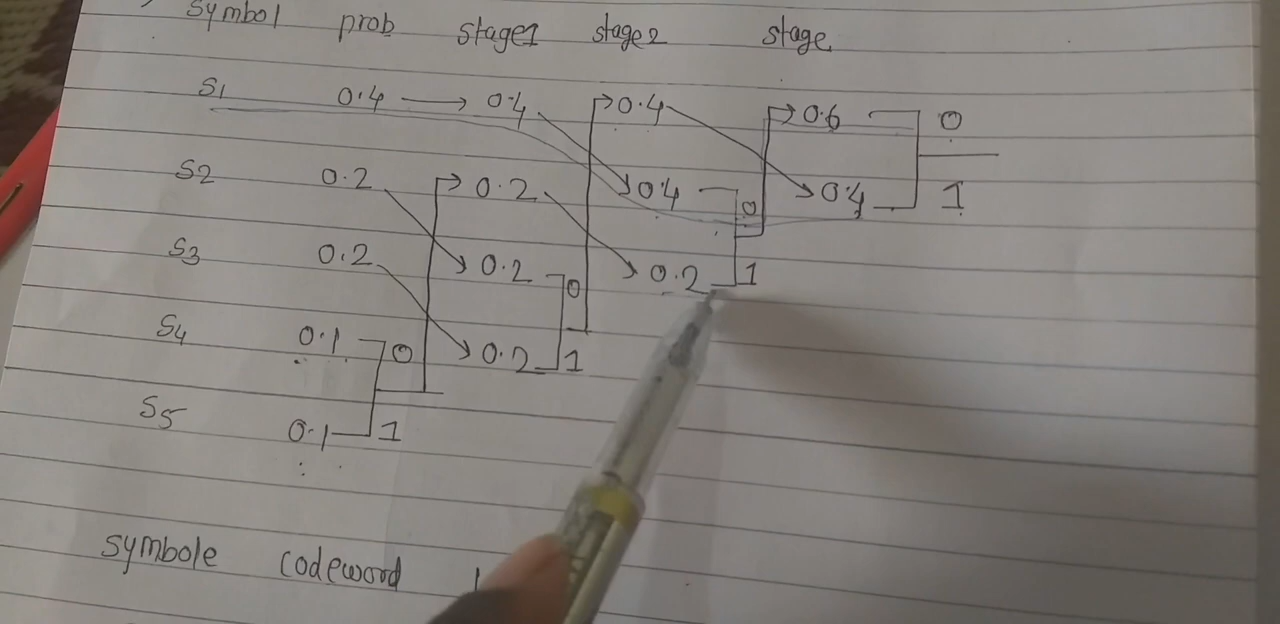 symbol prob stage1 stage2 stage
S1 0.4 → 0.4 0.4 0.6 0
S2 0.2 0.2 0.4 0 0.4 1
S3 0.2 0.2 0 0.2 1
S4 0.1 0 0.2 1
S5 0.1 1
symbole codeword